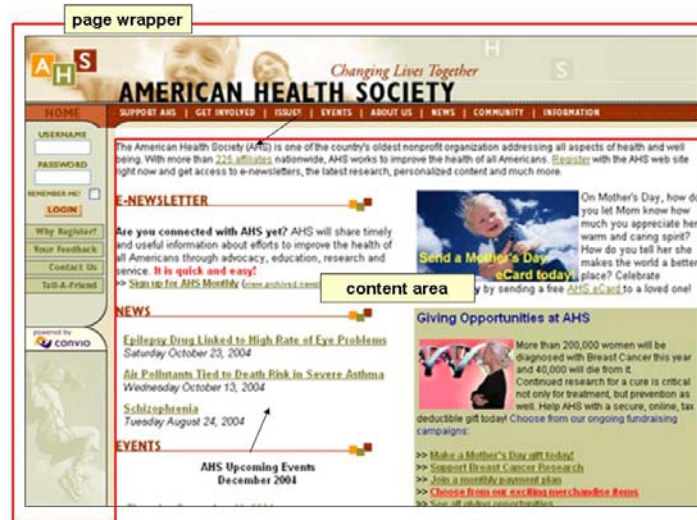 page wrapper
A H S
H
S
Changing Lives Together
AMERICAN HEALTH SOCIETY
HOME
SUPPORT AHS | GET INVOLVED | ISSUES | EVENTS | ABOUT US | NEWS | COMMUNITY | INFORMATION
USERNAME
PASSWORD
REMEMBER ME!
LOGIN
Why Register?
Your Feedback
Contact Us
Tell-A-Friend
powered by
convio
The American Health Society (AHS) is one of the country's oldest nonprofit organization addressing all aspects of health and well
being. With more than 225 affiliates nationwide, AHS works to improve the health of all Americans. Register with the AHS web site
right now and get access to e-newsletters, the latest research, personalized content and much more.
E-NEWSLETTER
Are you connected with AHS yet? AHS will share timely
and useful information about efforts to improve the health of
all Americans through advocacy, education, research and
service. It is quick and easy!
>> Sign up for AHS Monthly (view archived
NEWS
Epilepsy Drug Linked to High Rate of Eye Problems
Saturday October 23, 2004
Air Pollutants Tied to Death Risk in Severe Asthma
Wednesday October 13, 2004
Schizophrenia
Tuesday August 24, 2004
EVENTS
AHS Upcoming Events
December 2004
Send a Mother's Day
eCard today!
On Mother's Day, how do
you let Mom know how
much you appreciate her
warm and caring spirit?
How do you tell her she
makes the world a better
place? Celebrate
by sending a free AHS eCard to a loved one!
content area
Giving Opportunities at AHS
More than 200,000 women will be
diagnosed with Breast Cancer this year
and 40,000 will die from it.
Continued research for a cure is critical
not only for treatment, but prevention as
well. Help AHS with a secure, online, tax
deductible gift today! Choose from our ongoing fundraising
campaigns:
>> Make a Mother's Day gift today!
>> Support Breast Cancer Research
>> Join a monthly payment plan
>> Choose from our exciting merchandise items
>> See all giving opportunities